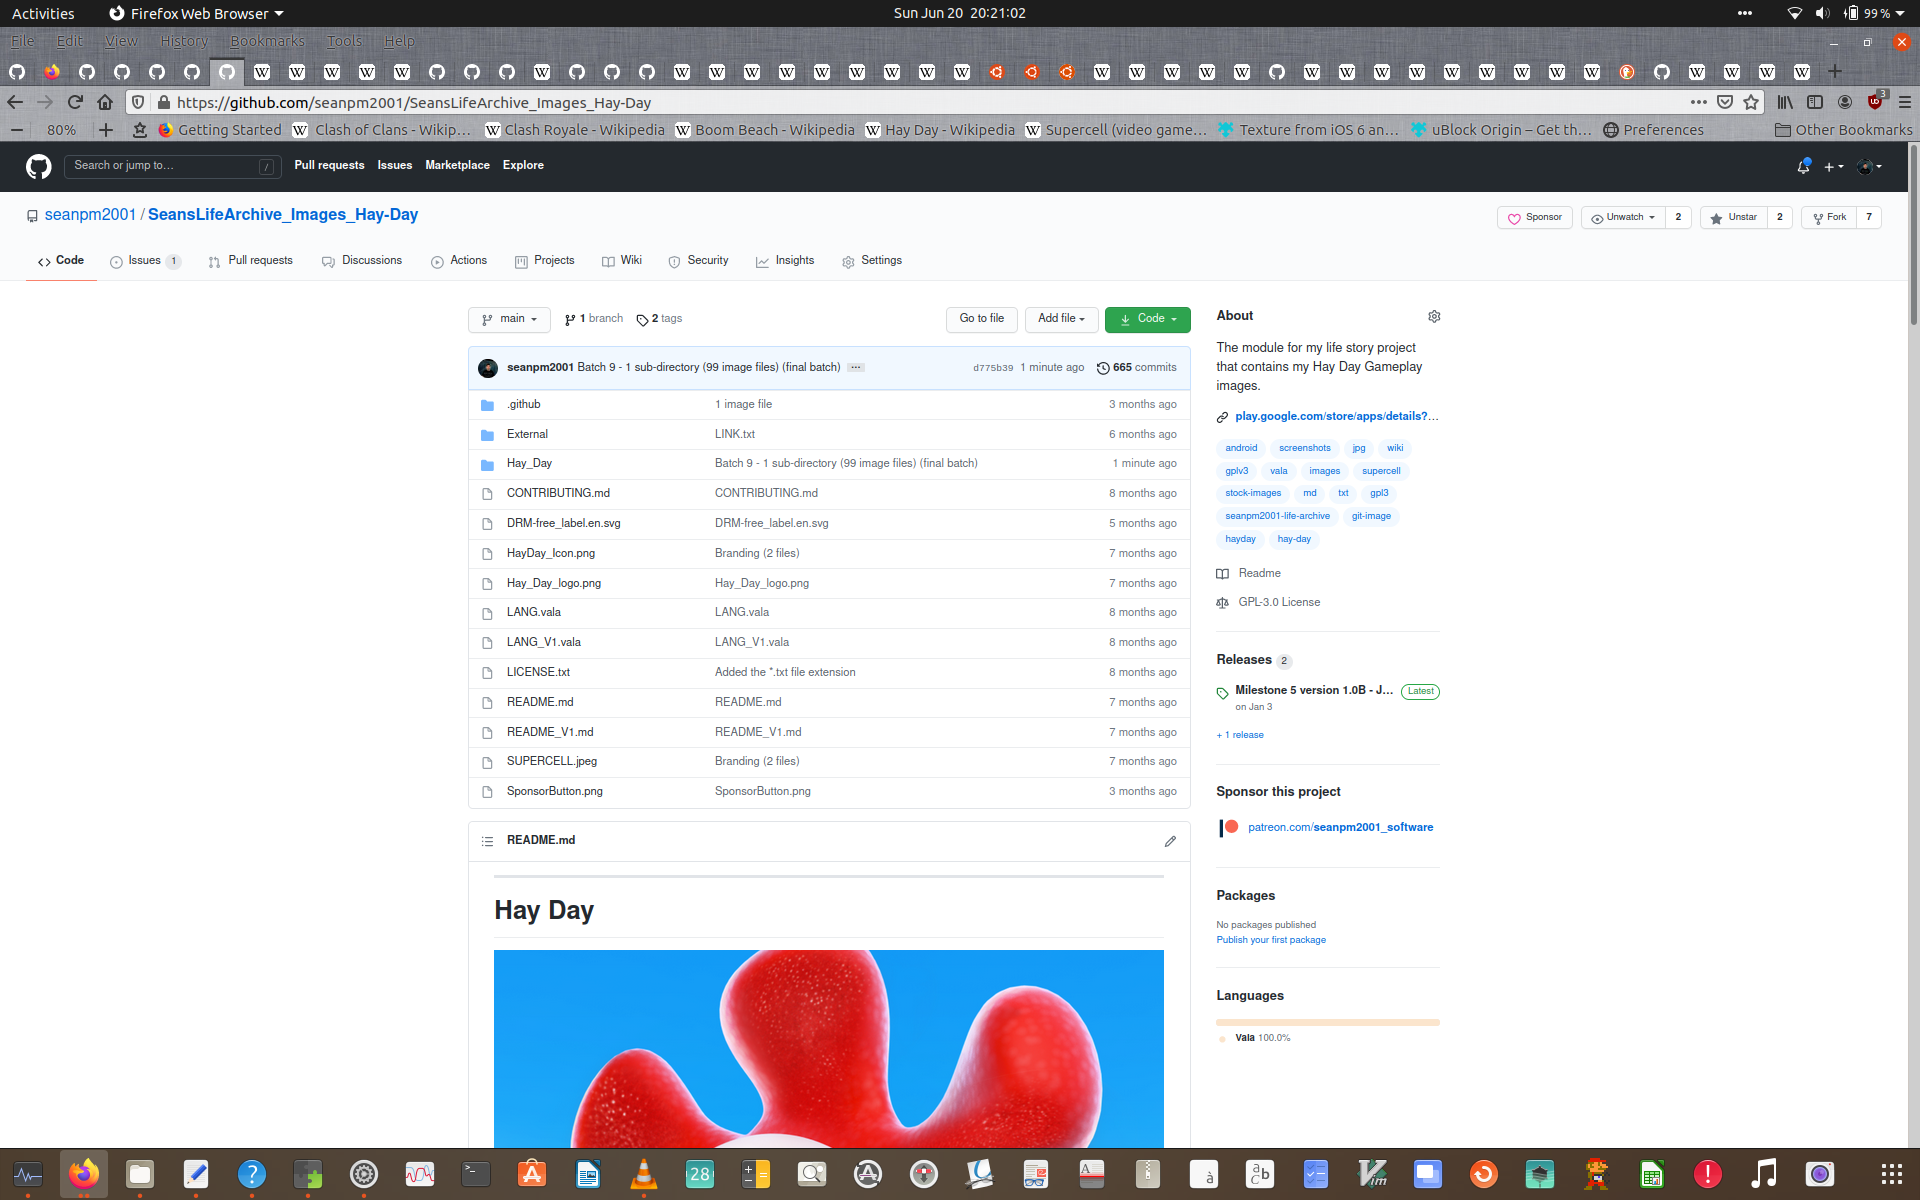 Activities Firefox Web Browser Sun Jun 20 20:21:02 99 %
File Edit View History Bookmarks Tools Help
https://github.com/seanpm2001/SeansLifeArchive_Images_Hay-Day 3
80% Getting Started Clash of Clans - Wikip… Clash Royale - Wikipedia Boom Beach - Wikipedia Hay Day - Wikipedia Supercell (video game… Texture from iOS 6 an… uBlock Origin – Get th… Preferences Other Bookmarks
Search or jump to… / Pull requests Issues Marketplace Explore
seanpm2001 / SeansLifeArchive_Images_Hay-Day Sponsor Unwatch 2 Unstar 2 Fork 7
Code Issues 1 Pull requests Discussions Actions Projects Wiki Security Insights Settings
main 1 branch 2 tags Go to file Add file Code
seanpm2001 Batch 9 - 1 sub-directory (99 image files) (final batch) ··· d775b39 1 minute ago 665 commits
.github 1 image file 3 months ago
External LINK.txt 6 months ago
Hay_Day Batch 9 - 1 sub-directory (99 image files) (final batch) 1 minute ago
CONTRIBUTING.md CONTRIBUTING.md 8 months ago
DRM-free_label.en.svg DRM-free_label.en.svg 5 months ago
HayDay_Icon.png Branding (2 files) 7 months ago
Hay_Day_logo.png Hay_Day_logo.png 7 months ago
LANG.vala LANG.vala 8 months ago
LANG_V1.vala LANG_V1.vala 8 months ago
LICENSE.txt Added the *.txt file extension 8 months ago
README.md README.md 7 months ago
README_V1.md README_V1.md 7 months ago
SUPERCELL.jpeg Branding (2 files) 7 months ago
SponsorButton.png SponsorButton.png 3 months ago
README.md
Hay Day
About
The module for my life story project
that contains my Hay Day Gameplay
images.
play.google.com/store/apps/details?…
android screenshots jpg wiki
gplv3 vala images supercell
stock-images md txt gpl3
seanpm2001-life-archive git-image
hayday hay-day
Readme
GPL-3.0 License
Releases 2
Milestone 5 version 1.0B - J… Latest
on Jan 3
+ 1 release
Sponsor this project
patreon.com/seanpm2001_software
Packages
No packages published
Publish your first package
Languages
Vala 100.0%
28